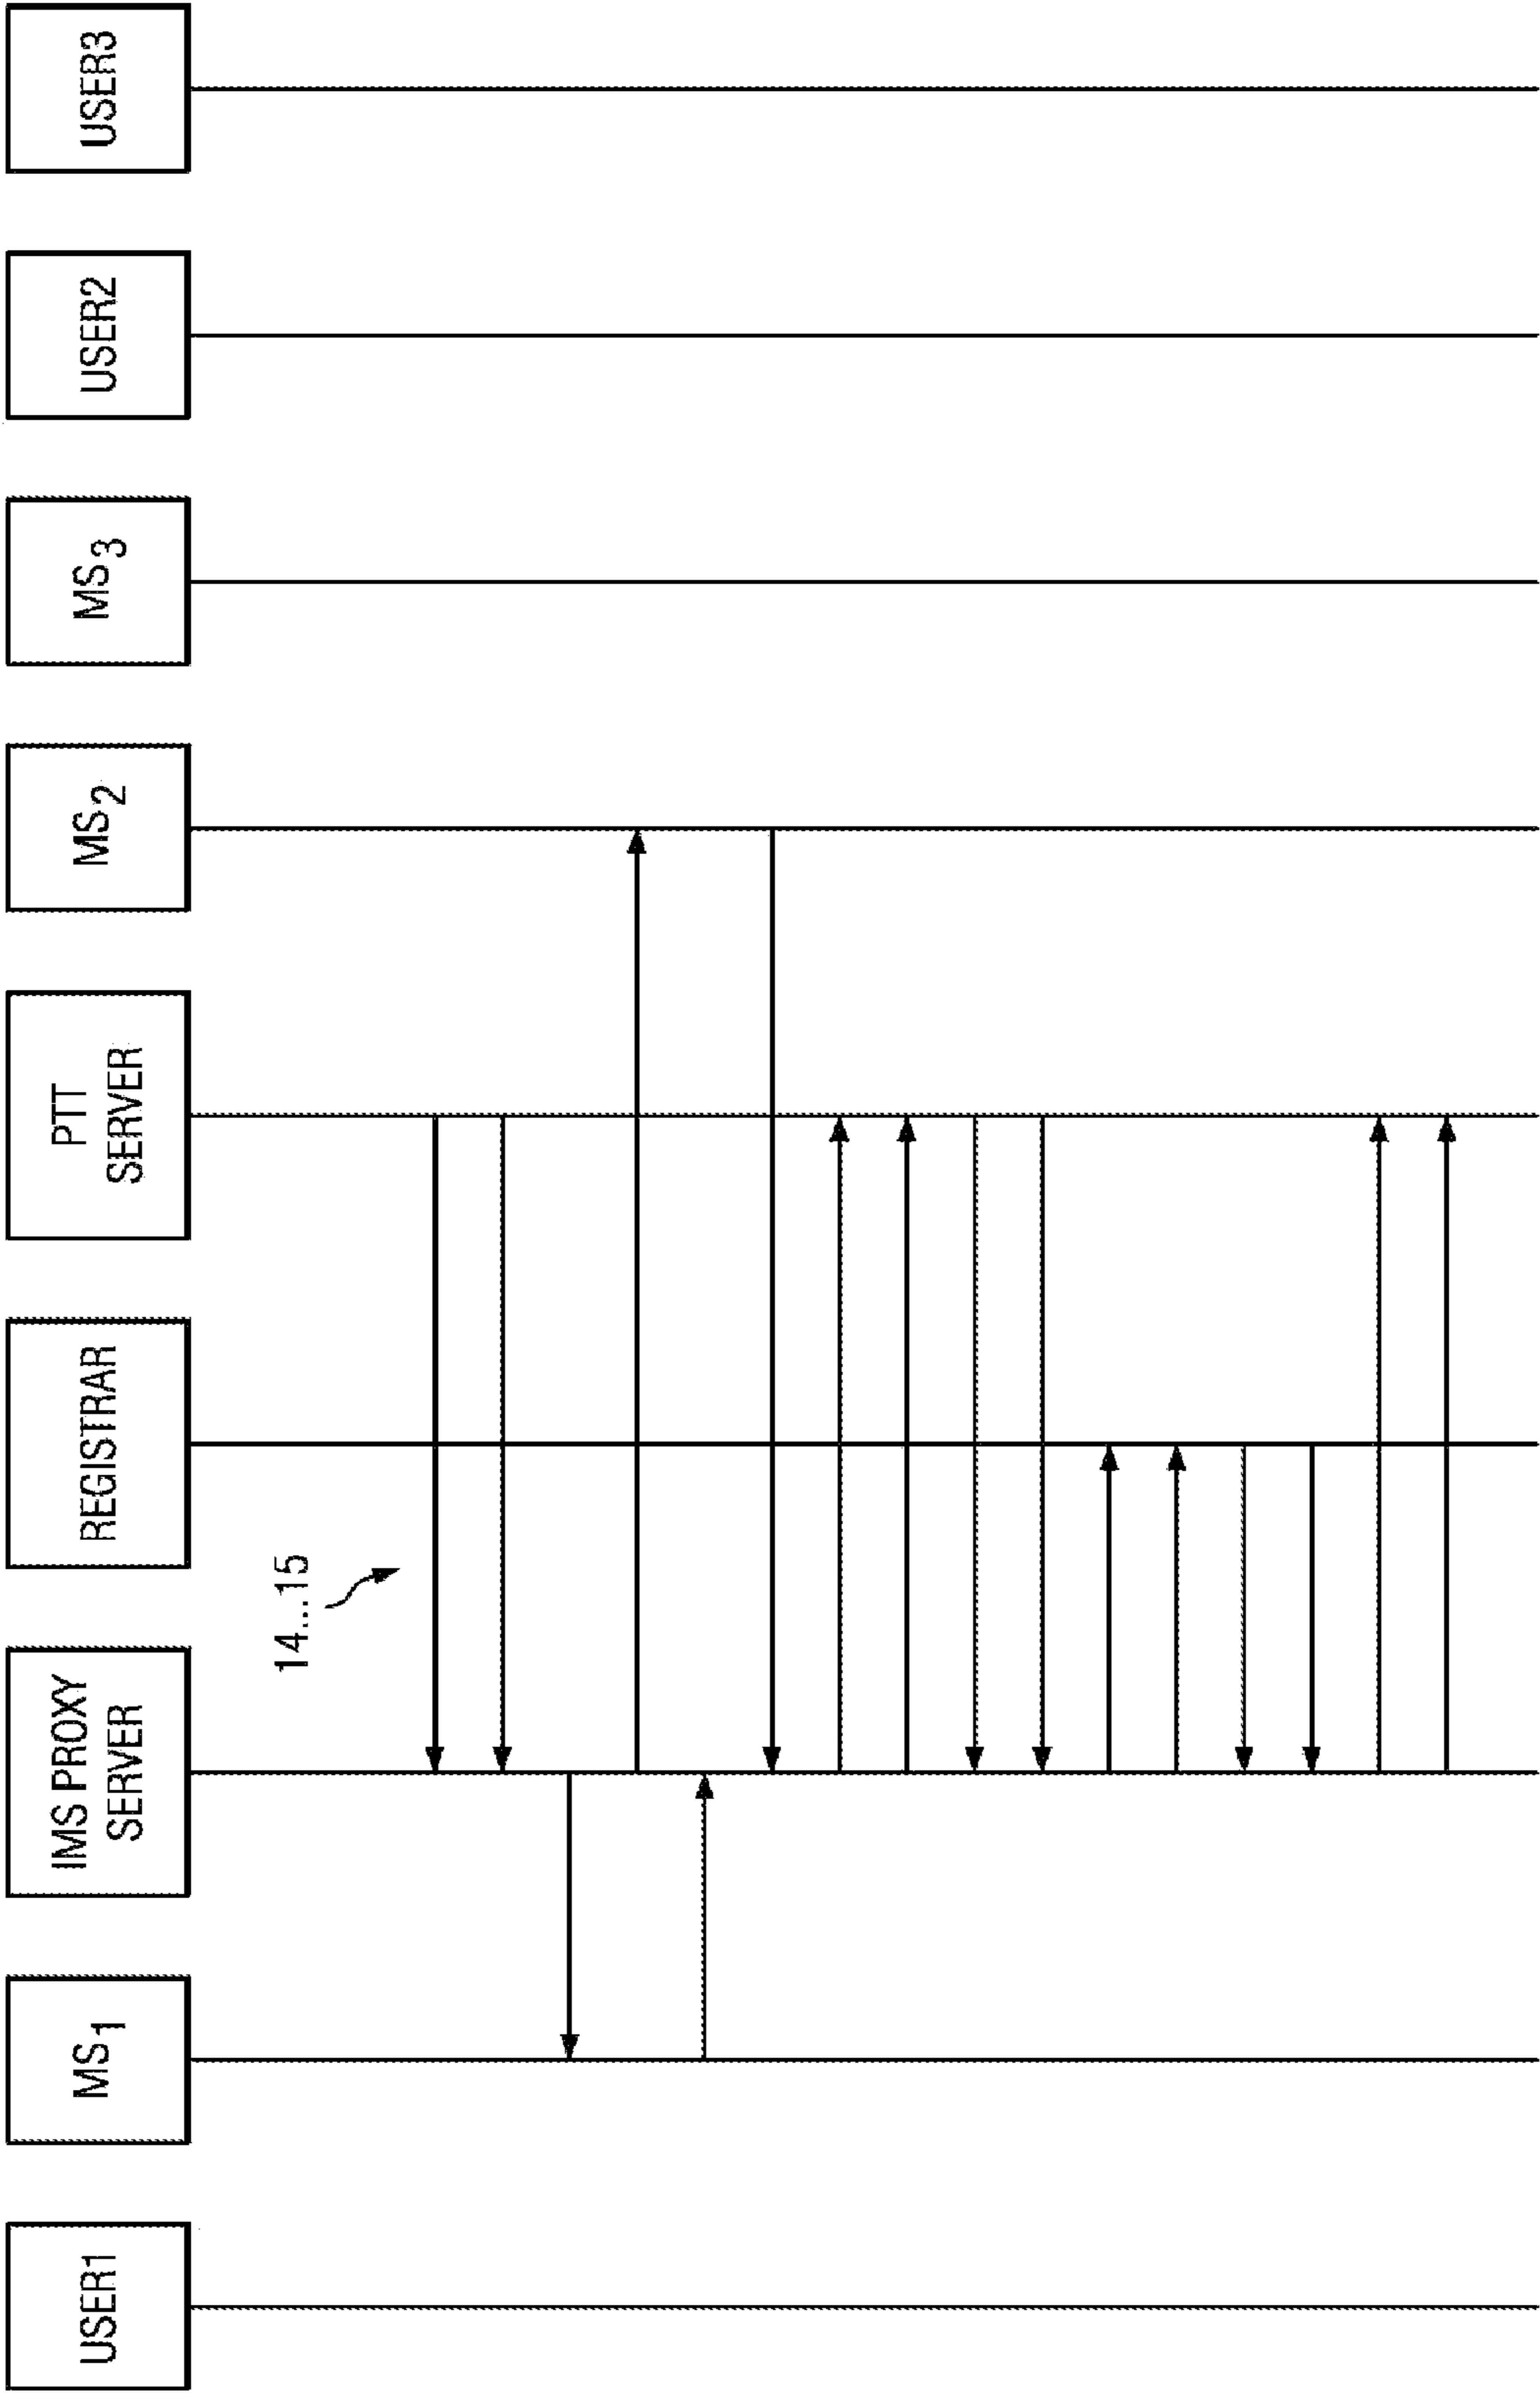 USER1
MS1
IMS PROXY
SERVER
REGISTRAR
PTT
SERVER
MS2
MS3
USER2
USER3
14...15